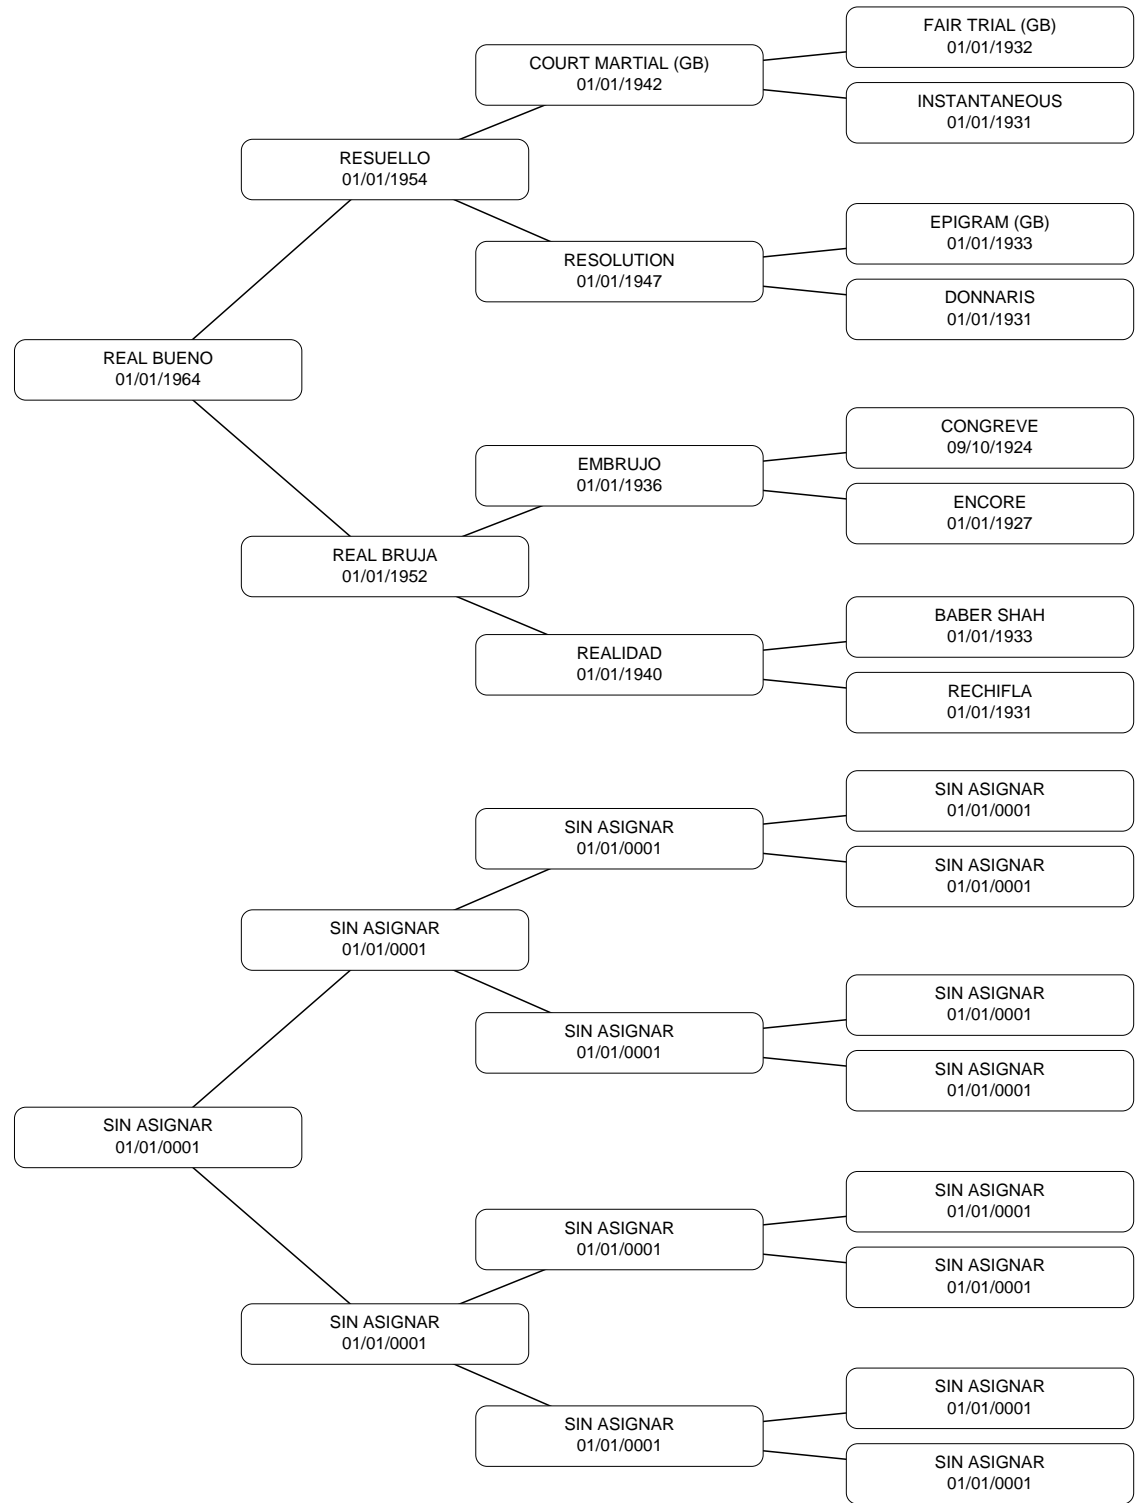 FAIR TRIAL (GB)
01/01/1932
COURT MARTIAL (GB)
01/01/1942
INSTANTANEOUS
01/01/1931
RESUELLO
01/01/1954
EPIGRAM (GB)
01/01/1933
RESOLUTION
01/01/1947
DONNARIS
01/01/1931
REAL BUENO
01/01/1964
CONGREVE
09/10/1924
EMBRUJO
01/01/1936
ENCORE
01/01/1927
REAL BRUJA
01/01/1952
BABER SHAH
01/01/1933
REALIDAD
01/01/1940
RECHIFLA
01/01/1931
SIN ASIGNAR
01/01/0001
SIN ASIGNAR
01/01/0001
SIN ASIGNAR
01/01/0001
SIN ASIGNAR
01/01/0001
SIN ASIGNAR
01/01/0001
SIN ASIGNAR
01/01/0001
SIN ASIGNAR
01/01/0001
SIN ASIGNAR
01/01/0001
SIN ASIGNAR
01/01/0001
SIN ASIGNAR
01/01/0001
SIN ASIGNAR
01/01/0001
SIN ASIGNAR
01/01/0001
SIN ASIGNAR
01/01/0001
SIN ASIGNAR
01/01/0001
SIN ASIGNAR
01/01/0001